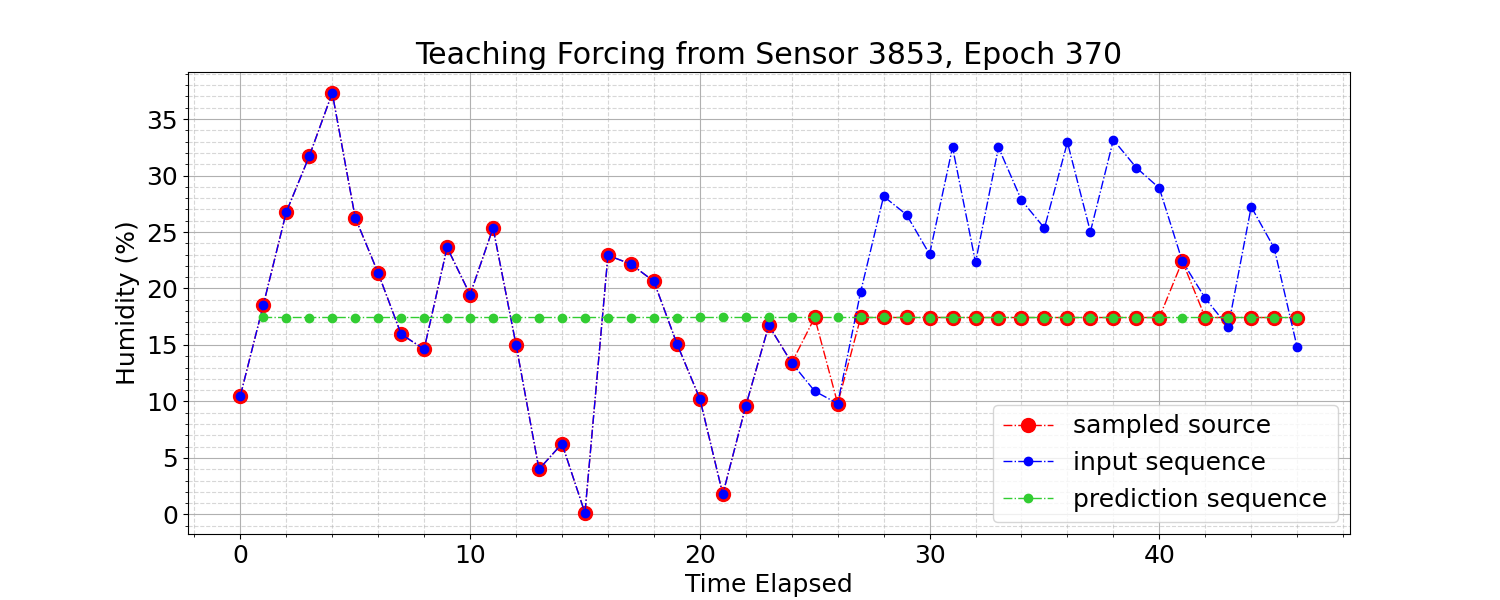 Teaching Forcing from Sensor 3853, Epoch 370
Humidity (%)
35
30
25
20
15
10
5
0
0 10 20 30 40
Time Elapsed
sampled source
input sequence
prediction sequence